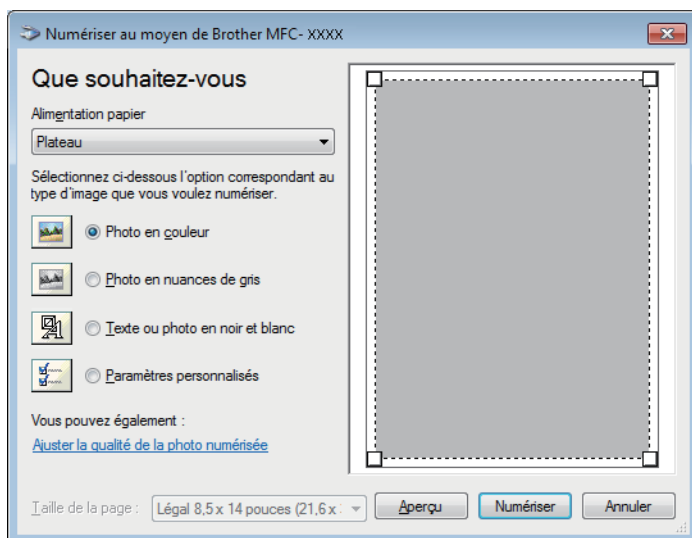 Numériser au moyen de Brother MFC- XXXX
Que souhaitez-vous
Alimentation papier
Plateau
Sélectionnez ci-dessous l'option correspondant au
type d'image que vous voulez numériser.
Photo en couleur
Photo en nuances de gris
Texte ou photo en noir et blanc
Paramètres personnalisés
Vous pouvez également :
Ajuster la qualité de la photo numérisée
Taille de la page : Légal 8,5 x 14 pouces (21,6 x Aperçu Numériser Annuler